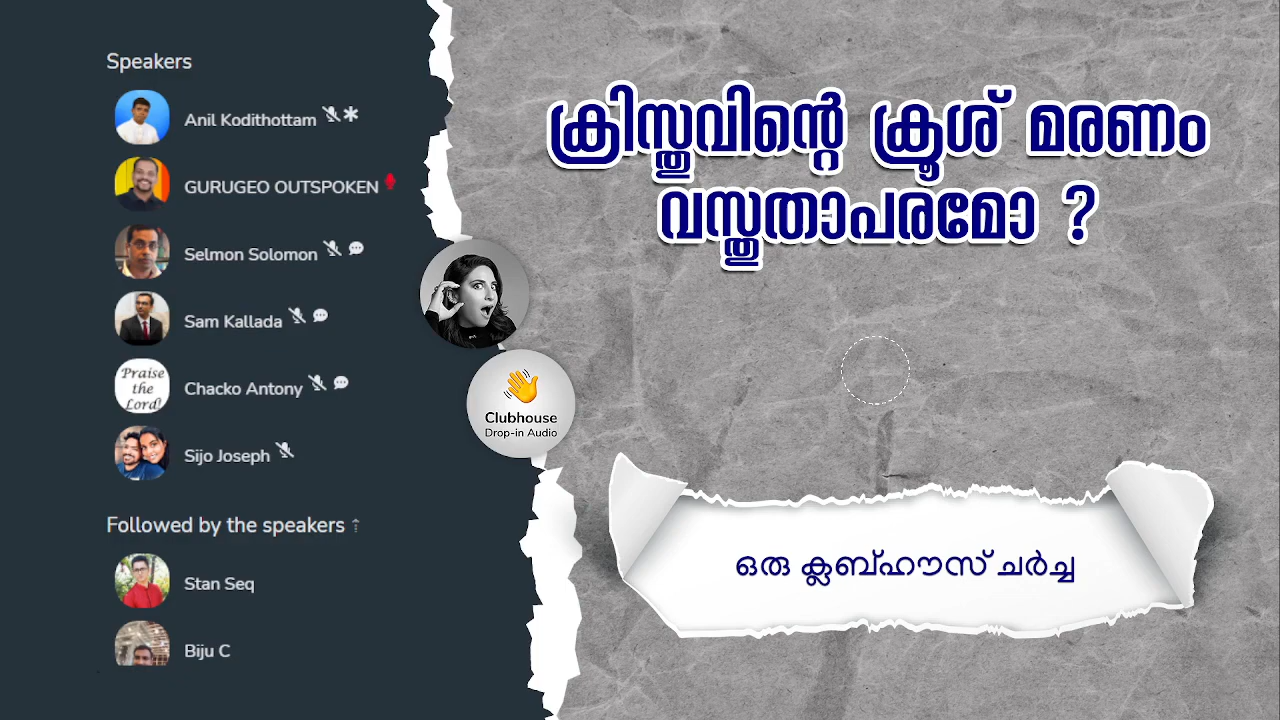 Speakers
Anil Kodithottam
GURUGEO OUTSPOKEN
Selmon Solomon
Sam Kallada
Praise
the
Lord!
Chacko Antony
Sijo Joseph
Followed by the speakers
Stan Seq
Biju C
Clubhouse
Drop-in Audio
ക്രിസ്തുവിന്റെ ക്രൂശ് മരണം
വസ്തുതാപരമോ ?
ഒരു ക്ലബ്ഹൗസ് ചർച്ച